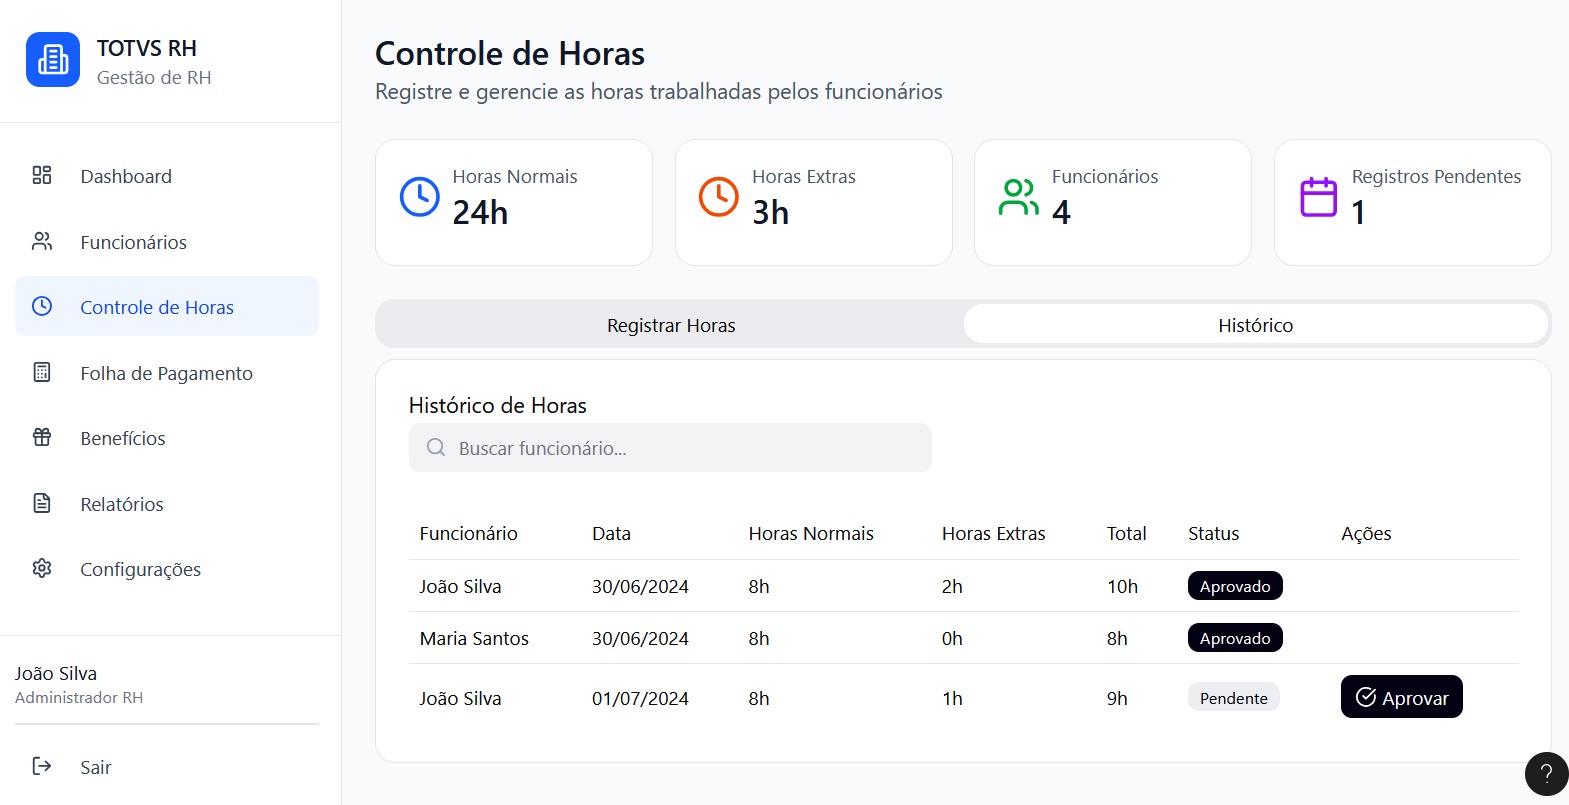 TOTVS RH
Gestão de RH
Dashboard
Funcionários
Controle de Horas
Folha de Pagamento
Benefícios
Relatórios
Configurações
João Silva
Administrador RH
Sair
Controle de Horas
Registre e gerencie as horas trabalhadas pelos funcionários
Horas Normais
24h
Horas Extras
3h
Funcionários
4
Registros Pendentes
1
Registrar Horas Histórico
Histórico de Horas
Buscar funcionário...
Funcionário Data Horas Normais Horas Extras Total Status Ações
João Silva 30/06/2024 8h 2h 10h Aprovado
Maria Santos 30/06/2024 8h 0h 8h Aprovado
João Silva 01/07/2024 8h 1h 9h Pendente Aprovar
?